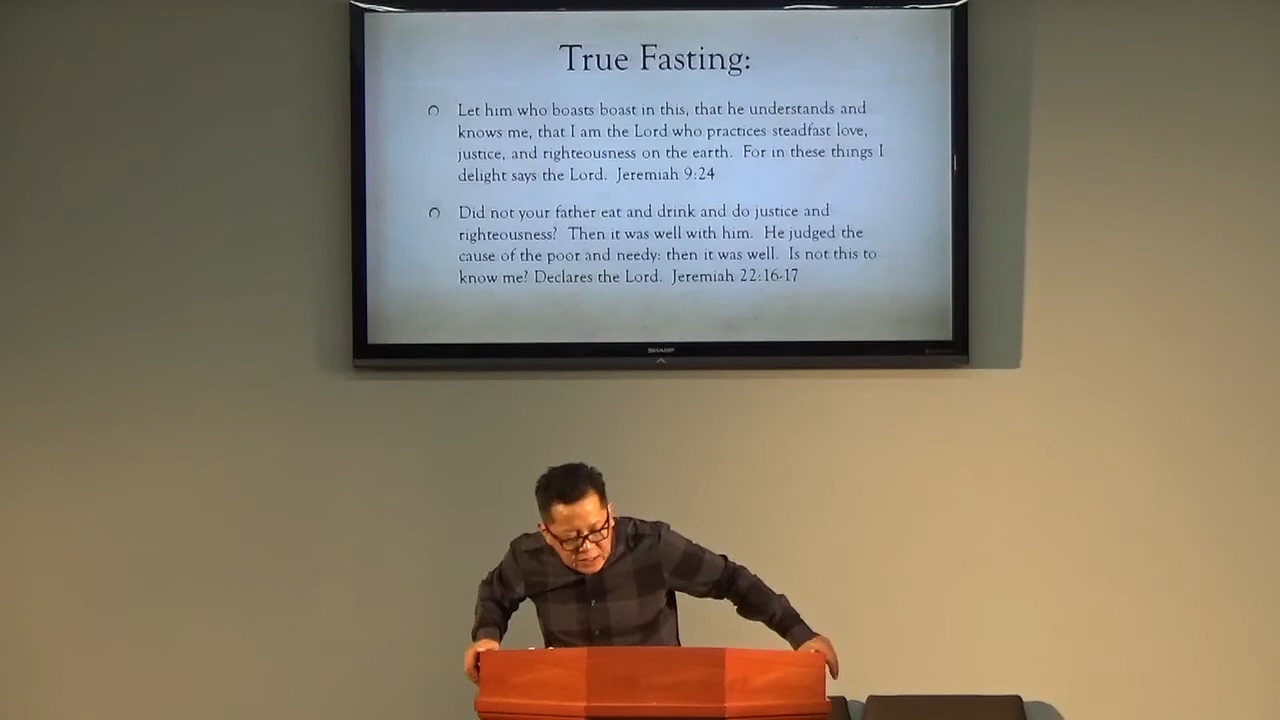 True Fasting:
Let him who boasts boast in this, that he understands and
knows me, that I am the Lord who practices steadfast love,
justice, and righteousness on the earth. For in these things I
delight says the Lord. Jeremiah 9:24
Did not your father eat and drink and do justice and
righteousness? Then it was well with him. He judged the
cause of the poor and needy: then it was well. Is not this to
know me? Declares the Lord. Jeremiah 22:16-17
SHARP